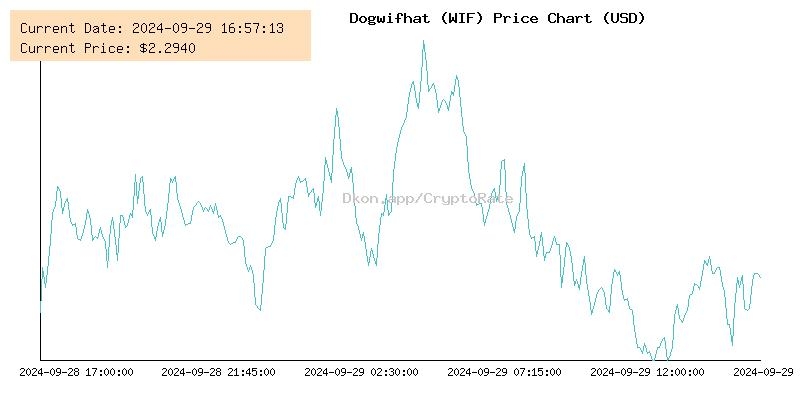 Dogwifhat (WIF) Price Chart (USD)
Current Date: 2024-09-29 16:57:13
Current Price: $2.2940
Dkon.app/CryptoRate
2024-09-28 17:00:00
2024-09-28 21:45:00
2024-09-29 02:30:00
2024-09-29 07:15:00
2024-09-29 12:00:00
2024-09-29